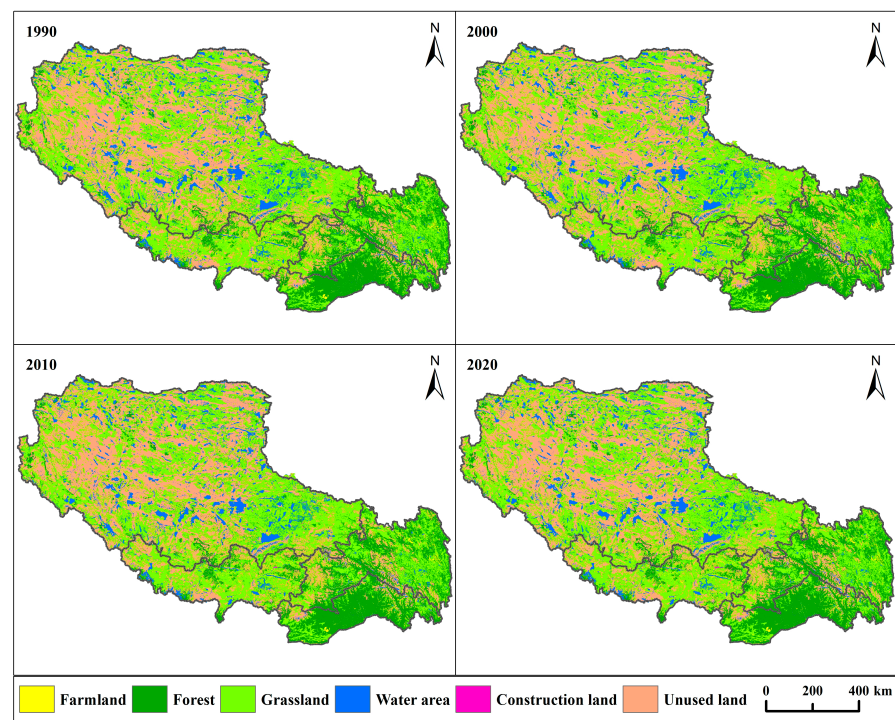 1990
N
2000
N
2010
N
2020
N
Farmland Forest Grassland Water area Construction land Unused land 0 200 400 km